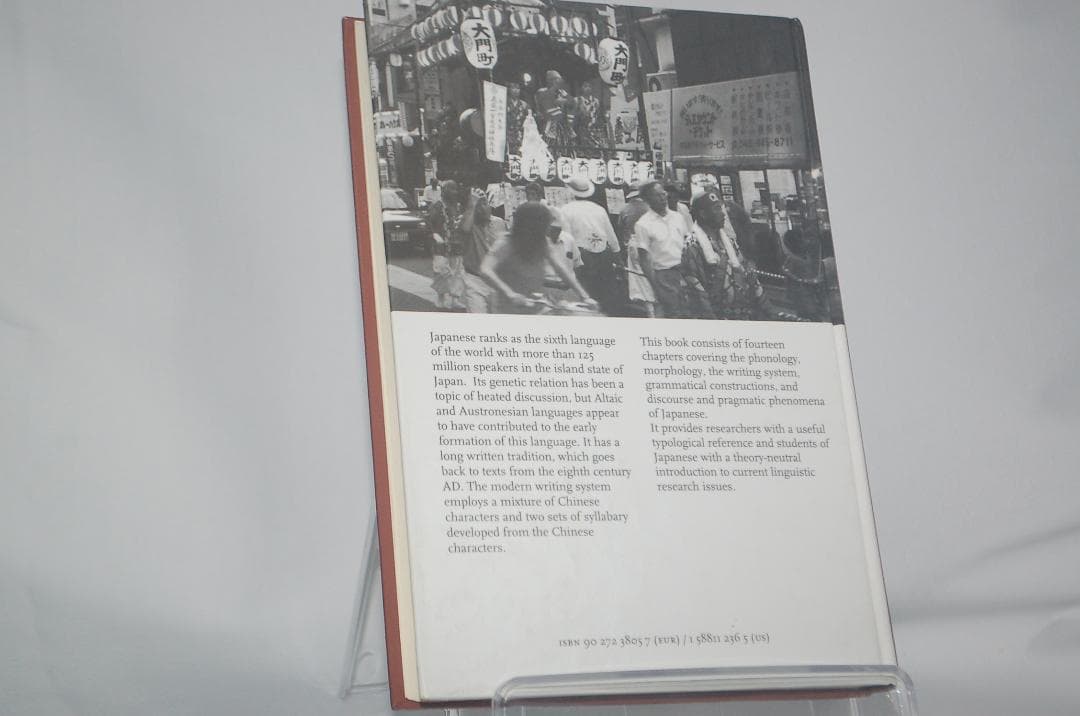 大門町
大門町
048-645-8711
Japanese ranks as the sixth language
of the world with more than 125
million speakers in the island state of
Japan. Its genetic relation has been a
topic of heated discussion, but Altaic
and Austronesian languages appear
to have contributed to the early
formation of this language. It has a
long written tradition, which goes
back to texts from the eighth century
AD. The modern writing system
employs a mixture of Chinese
characters and two sets of syllabary
developed from the Chinese
characters.
This book consists of fourteen
chapters covering the phonology,
morphology, the writing system,
grammatical constructions, and
discourse and pragmatic phenomena
of Japanese.
It provides researchers with a useful
typological reference and students of
Japanese with a theory-neutral
introduction to current linguistic
research issues.
ISBN 90 272 3805 7 (EUR) / 1 58811 236 5 (US)